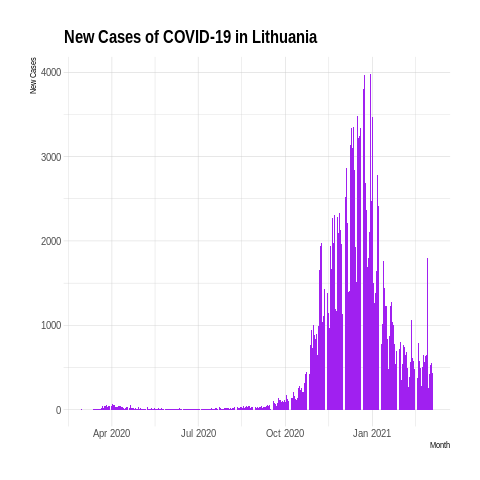 New Cases of COVID-19 in Lithuania
New Cases
4000
3000
2000
1000
0
Apr 2020
Jul 2020
Oct 2020
Jan 2021
Month